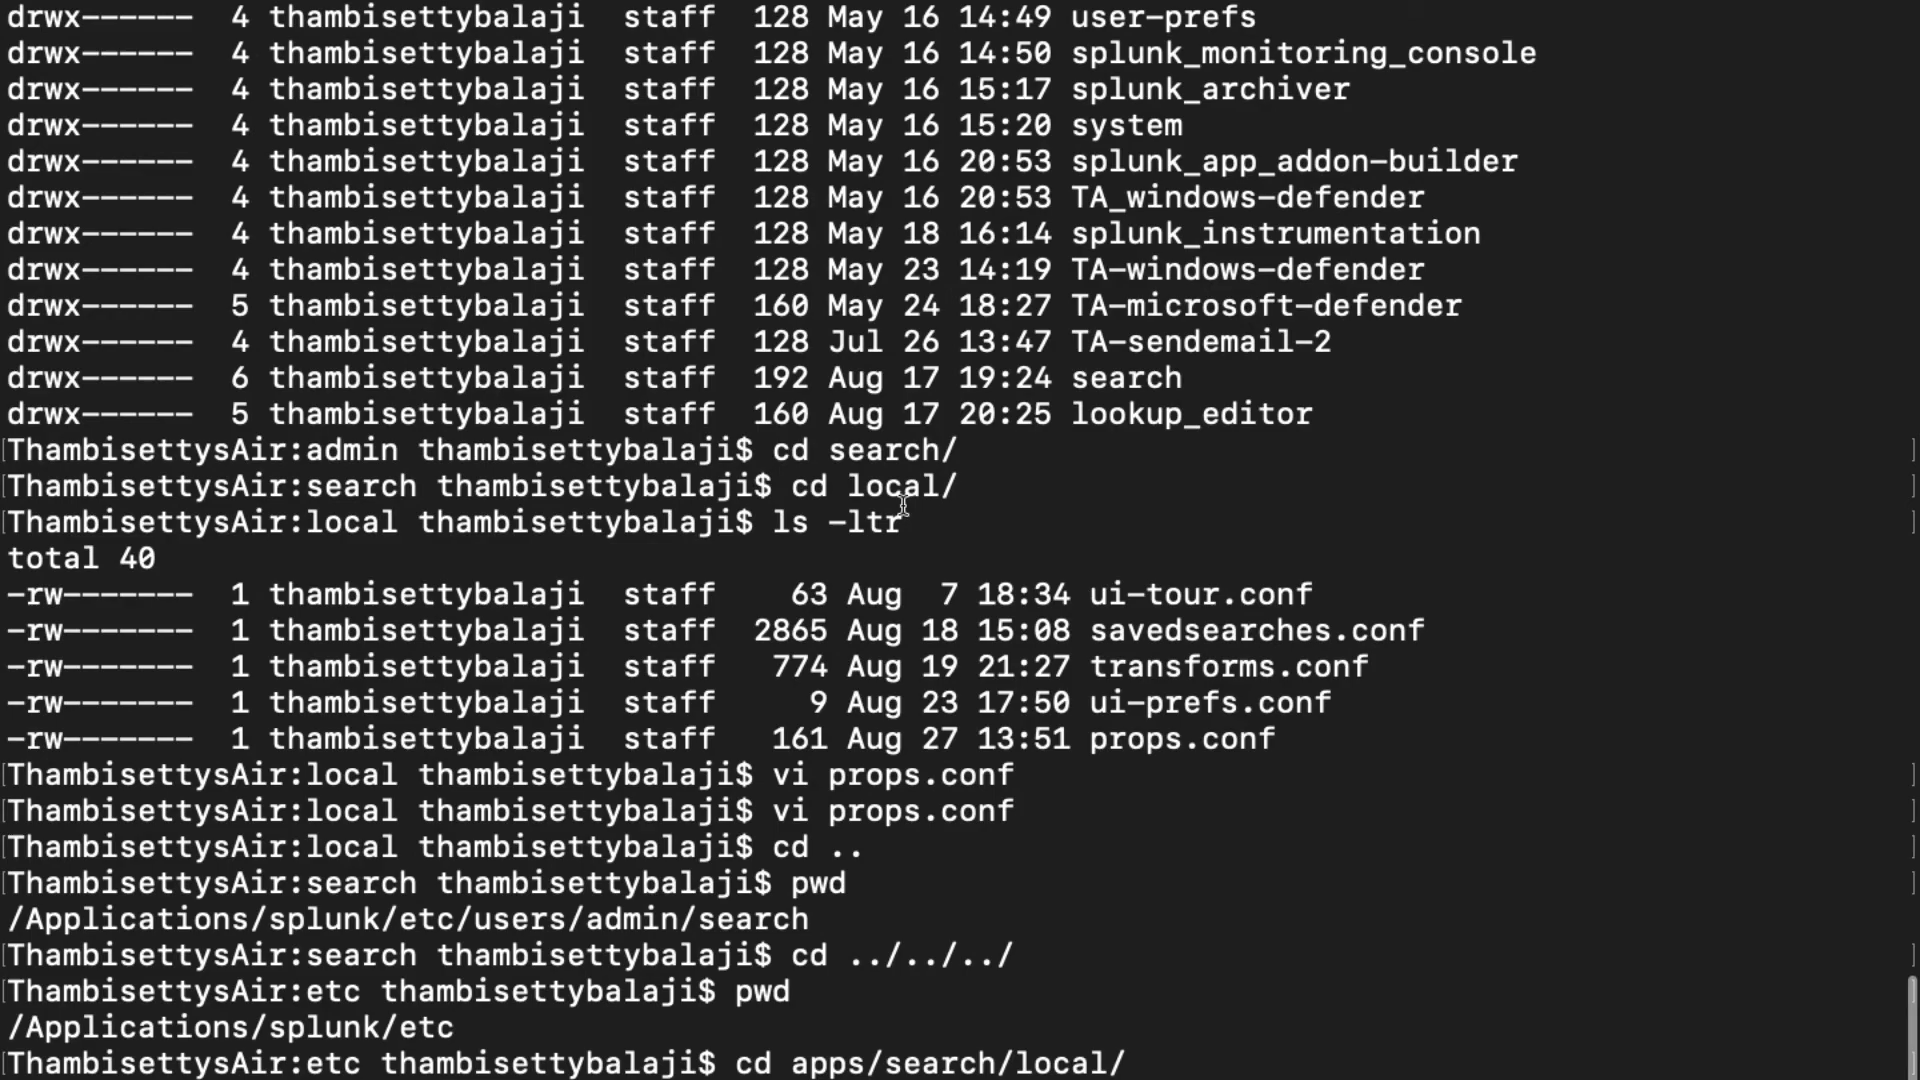 drwx------  4 thambisettybalaji  staff  128 May 16 14:49 user-prefs
drwx------  4 thambisettybalaji  staff  128 May 16 14:50 splunk_monitoring_console
drwx------  4 thambisettybalaji  staff  128 May 16 15:17 splunk_archiver
drwx------  4 thambisettybalaji  staff  128 May 16 15:20 system
drwx------  4 thambisettybalaji  staff  128 May 16 20:53 splunk_app_addon-builder
drwx------  4 thambisettybalaji  staff  128 May 16 20:53 TA_windows-defender
drwx------  4 thambisettybalaji  staff  128 May 18 16:14 splunk_instrumentation
drwx------  4 thambisettybalaji  staff  128 May 23 14:19 TA-windows-defender
drwx------  5 thambisettybalaji  staff  160 May 24 18:27 TA-microsoft-defender
drwx------  4 thambisettybalaji  staff  128 Jul 26 13:47 TA-sendemail-2
drwx------  6 thambisettybalaji  staff  192 Aug 17 19:24 search
drwx------  5 thambisettybalaji  staff  160 Aug 17 20:25 lookup_editor
[ThambisettysAir:admin thambisettybalaji$ cd search/ ]
[ThambisettysAir:search thambisettybalaji$ cd local/ ]
[ThambisettysAir:local thambisettybalaji$ ls -ltr ]
total 40
-rw-------  1 thambisettybalaji  staff    63 Aug  7 18:34 ui-tour.conf
-rw-------  1 thambisettybalaji  staff  2865 Aug 18 15:08 savedsearches.conf
-rw-------  1 thambisettybalaji  staff   774 Aug 19 21:27 transforms.conf
-rw-------  1 thambisettybalaji  staff     9 Aug 23 17:50 ui-prefs.conf
-rw-------  1 thambisettybalaji  staff   161 Aug 27 13:51 props.conf
[ThambisettysAir:local thambisettybalaji$ vi props.conf ]
[ThambisettysAir:local thambisettybalaji$ vi props.conf ]
[ThambisettysAir:local thambisettybalaji$ cd .. ]
[ThambisettysAir:search thambisettybalaji$ pwd ]
/Applications/splunk/etc/users/admin/search
[ThambisettysAir:search thambisettybalaji$ cd ../../../ ]
[ThambisettysAir:etc thambisettybalaji$ pwd ]
/Applications/splunk/etc
[ThambisettysAir:etc thambisettybalaji$ cd apps/search/local/ ]